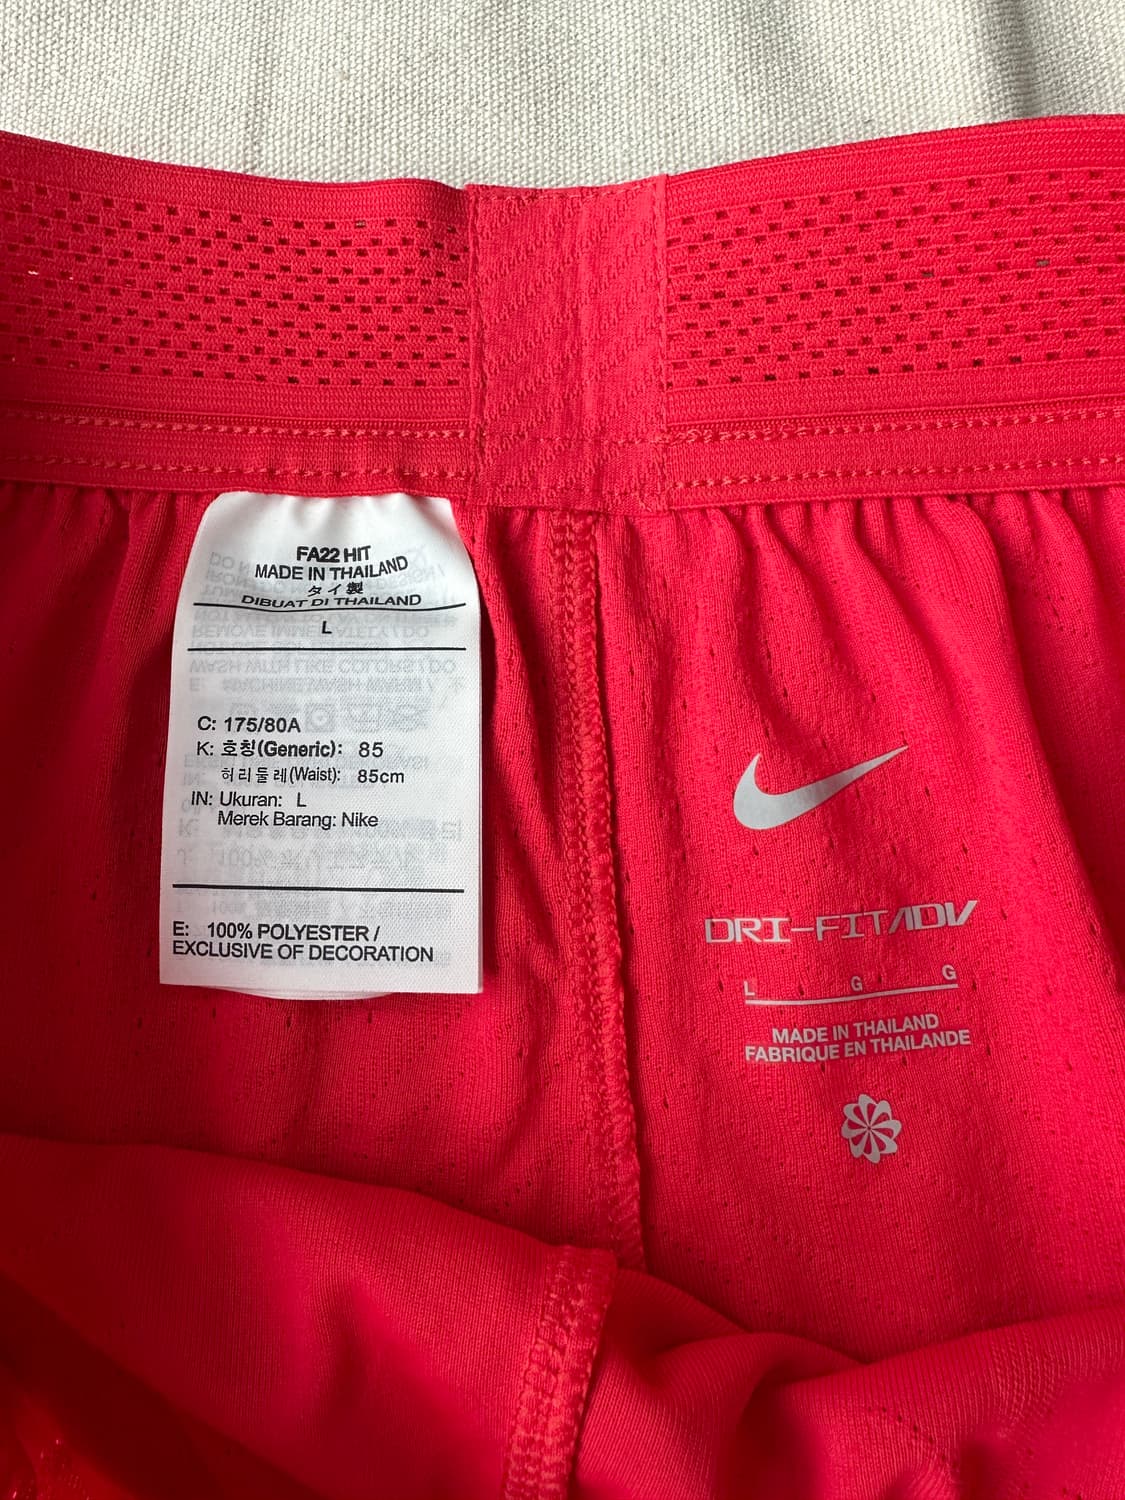 FA22 HIT
MADE IN THAILAND
タイ製
DIBUAT DI THAILAND
L
C: 175/80A
K: 호칭(Generic): 85
허리둘레(Waist): 85cm
IN: Ukuran: L
Merek Barang: Nike
E: 100% POLYESTER /
EXCLUSIVE OF DECORATION
DRI-FIT ADV
L G G
MADE IN THAILAND
FABRIQUE EN THAILANDE